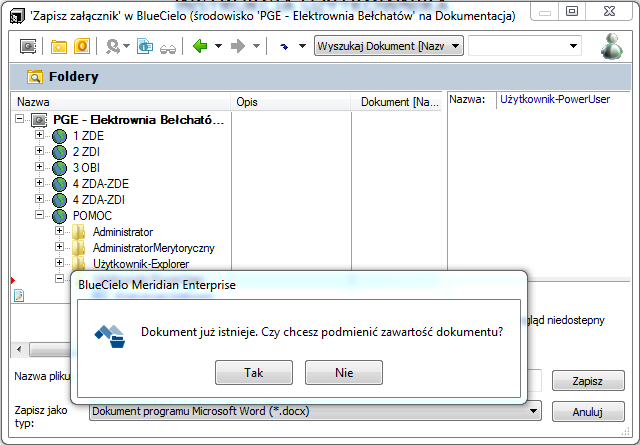 'Zapisz załącznik' w BlueCielo (środowisko 'PGE - Elektrownia Bełchatów' na Dokumentacja)
Wyszukaj Dokument [Nazw
Foldery
Nazwa Opis Dokument [Na... Nazwa: Użytkownik-PowerUser
PGE - Elektrownia Bełcható...
1 ZDE
2 ZDI
3 OBI
4 ZDA-ZDE
4 ZDA-ZDI
POMOC
Administrator
AdministratorMerytoryczny
Użytkownik-Explorer
BlueCielo Meridian Enterprise
Dokument już istnieje. Czy chcesz podmienić zawartość dokumentu?
gląd niedostępny
Tak Nie
Nazwa pliku Zapisz
Zapisz jako typ: Dokument programu Microsoft Word (*.docx) Anuluj